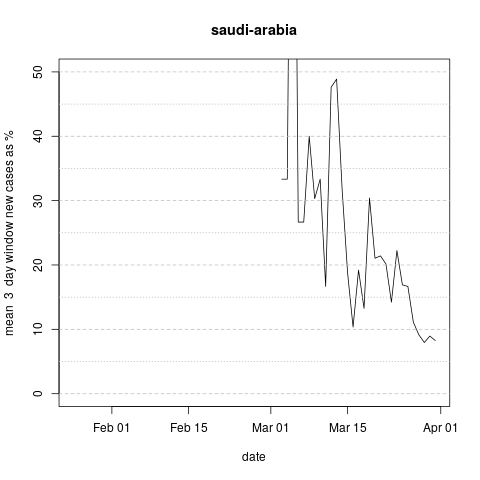 saudi-arabia
mean 3 day window new cases as %
50
40
30
20
10
0
Feb 01
Feb 15
Mar 01
Mar 15
Apr 01
date